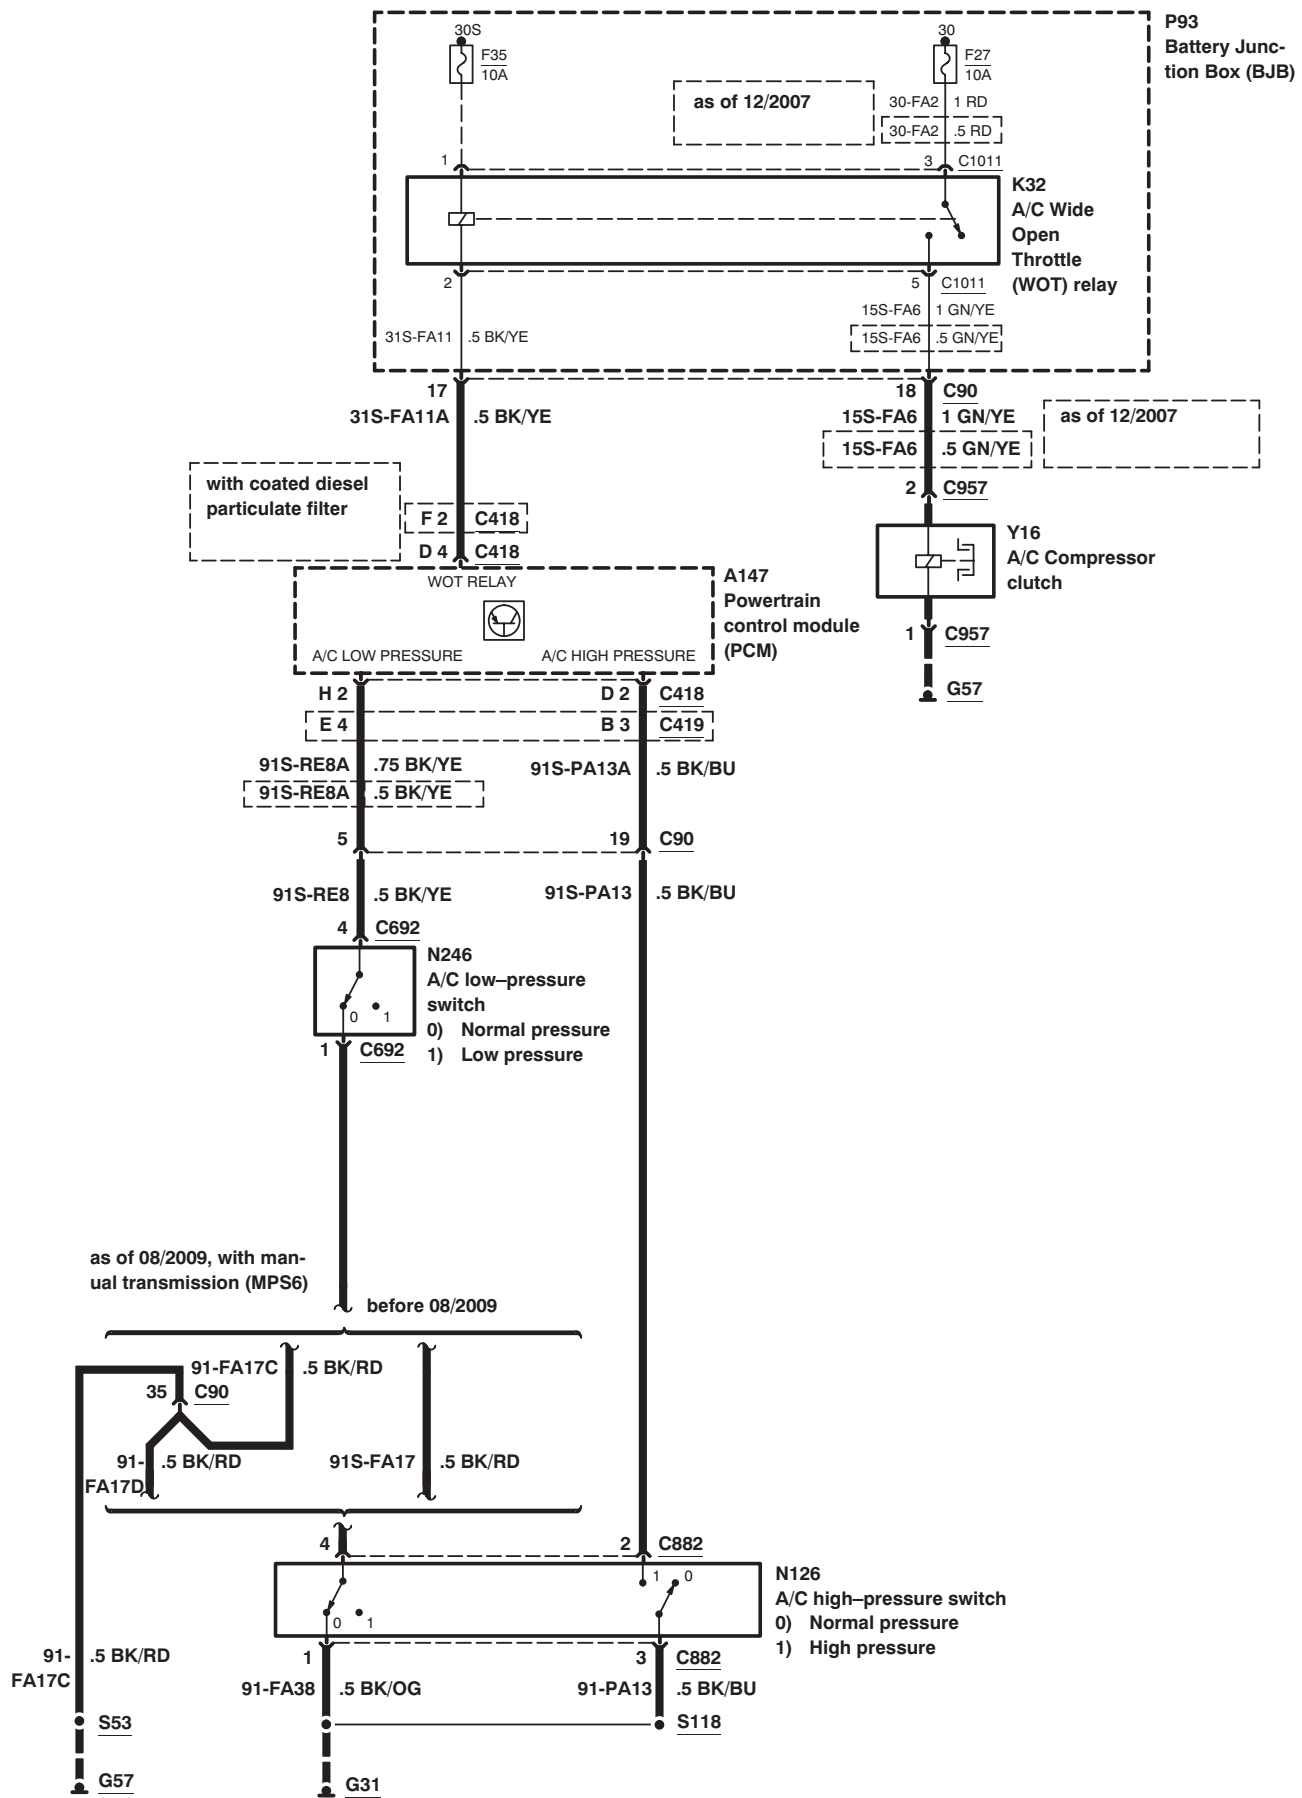 P93
Battery Junc-
tion Box (BJB)
30S
30
F35
10A
F27
10A
as of 12/2007
30-FA2 1 RD
30-FA2 .5 RD
1
3 C1011
K32
A/C Wide
Open
Throttle
(WOT) relay
2
5 C1011
15S-FA6 1 GN/YE
31S-FA11 .5 BK/YE
15S-FA6 .5 GN/YE
17
18 C90
31S-FA11A .5 BK/YE
15S-FA6 1 GN/YE
as of 12/2007
15S-FA6 .5 GN/YE
with coated diesel
particulate filter
2 C957
F 2 C418
D 4 C418
Y16
A/C Compressor
clutch
WOT RELAY
A147
Powertrain
control module
(PCM)
1 C957
A/C LOW PRESSURE A/C HIGH PRESSURE
G57
H 2 D 2 C418
E 4 B 3 C419
91S-RE8A .75 BK/YE
91S-PA13A .5 BK/BU
91S-RE8A .5 BK/YE
5 19 C90
91S-RE8 .5 BK/YE
91S-PA13 .5 BK/BU
4 C692
N246
A/C low–pressure
switch
0) Normal pressure
1) Low pressure
0 1
1 C692
as of 08/2009, with man-
ual transmission (MPS6)
before 08/2009
91-FA17C .5 BK/RD
35 C90
91-
FA17D
.5 BK/RD
91S-FA17 .5 BK/RD
4 2 C882
1 0
0 1
N126
A/C high–pressure switch
0) Normal pressure
1) High pressure
91-
FA17C
.5 BK/RD
1 3 C882
91-FA38 .5 BK/OG
91-PA13 .5 BK/BU
S53
S118
G57
G31